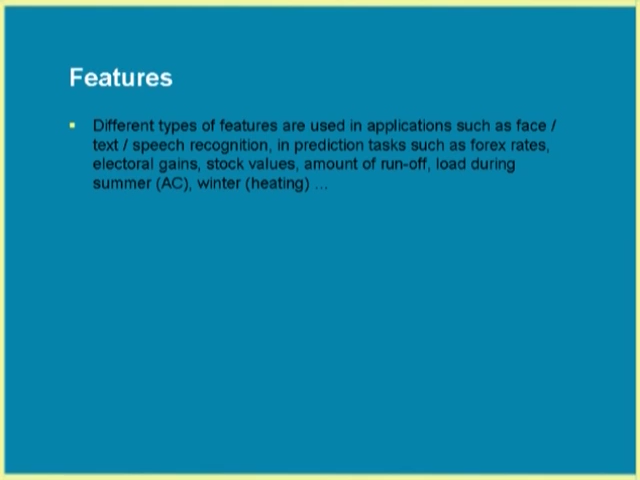 Features
Different types of features are used in applications such as face /
text / speech recognition, in prediction tasks such as forex rates,
electoral gains, stock values, amount of run-off, load during
summer (AC), winter (heating) ...